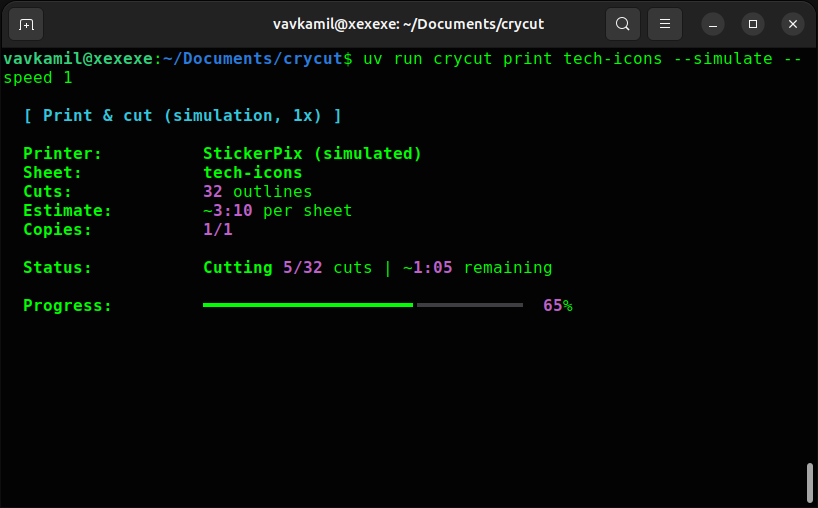 vavkamil@xexexe: ~/Documents/crycut
vavkamil@xexexe:~/Documents/crycut$ uv run crycut print tech-icons --simulate --
speed 1
[ Print & cut (simulation, 1x) ]
Printer: StickerPix (simulated)
Sheet: tech-icons
Cuts: 32 outlines
Estimate: ~3:10 per sheet
Copies: 1/1
Status: Cutting 5/32 cuts | ~1:05 remaining
Progress: 65%